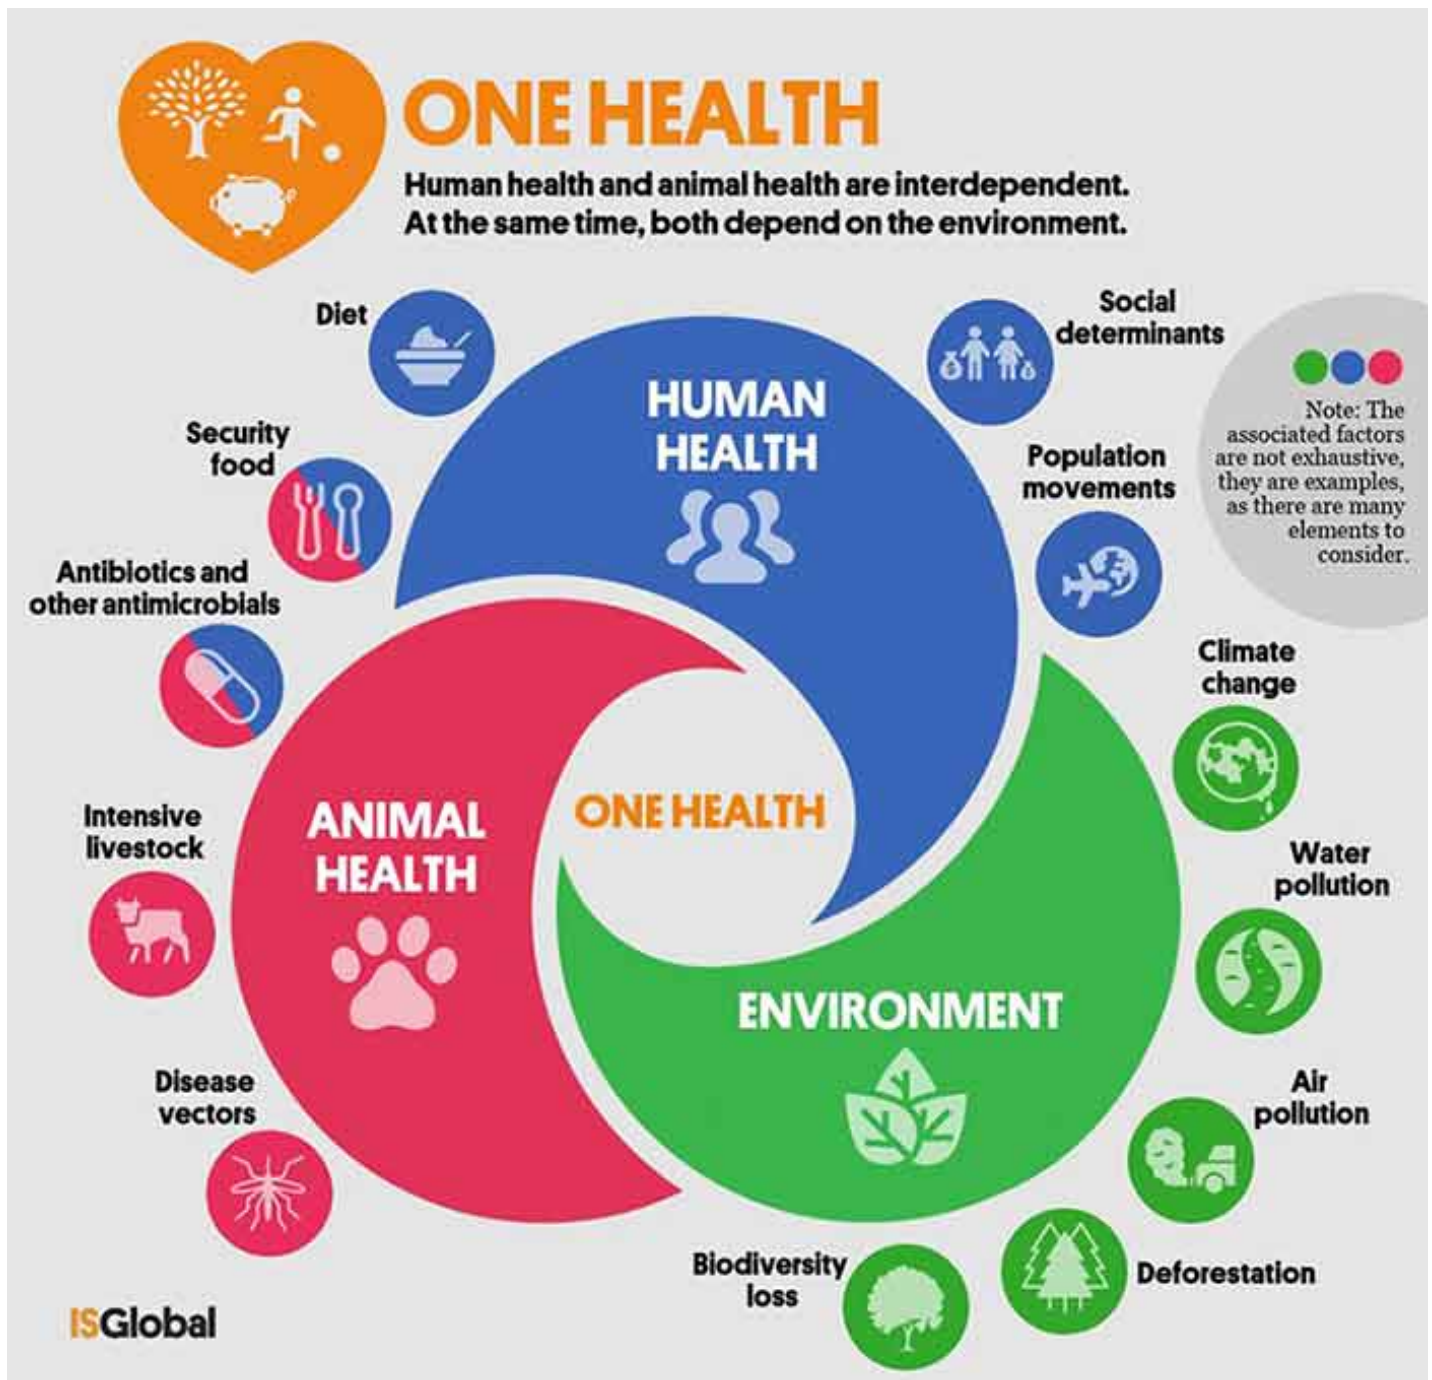 ONE HEALTH
Human health and animal health are interdependent.
At the same time, both depend on the environment.
Diet
Social
determinants
Security
food
Population
movements
Note: The
associated factors
are not exhaustive,
they are examples,
as there are many
elements to
consider.
HUMAN
HEALTH
Antibiotics and
other antimicrobials
Climate
change
Intensive
livestock
ANIMAL
HEALTH
ONE HEALTH
Water
pollution
ENVIRONMENT
Disease
vectors
Air
pollution
Biodiversity
loss
Deforestation
ISGlobal